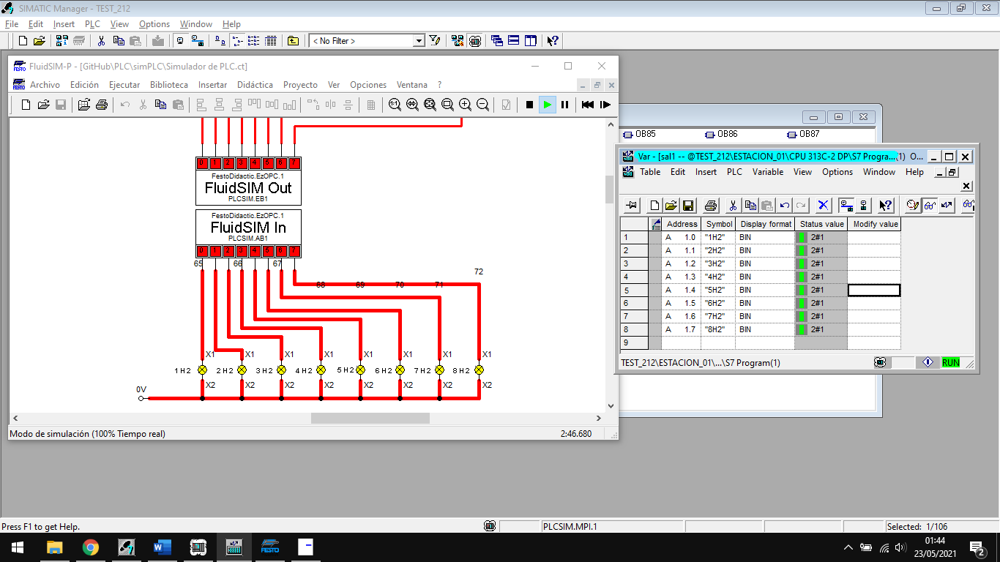 SIMATIC Manager - TEST_212
File Edit Insert PLC View Options Window Help
< No Filter >
FluidSIM-P - [GitHub\PLC\simPLC\Simulador de PLC.ct]
Archivo Edición Ejecutar Biblioteca Insertar Didáctica Proyecto Ver Opciones Ventana ?
0 1 2 3 4 5 6 7
FestoDidactic.EzOPC.1
FluidSIM Out
PLCSIM.EB1
FestoDidactic.EzOPC.1
FluidSIM In
PLCSIM.AB1
0 1 2 3 4 5 6 7
65 66 67
72
68 69 70 71
X1 X1 X1 X1 X1 X1 X1 X1
1H2 2H2 3H2 4H2 5H2 6H2 7H2 8H2
X2 X2 X2 X2 X2 X2 X2 X2
0V
Modo de simulación (100% Tiempo real) 2:46.680
OB85 OB86 OB87
Var - [sal1 -- @TEST_212\ESTACION_01\CPU 313C-2 DP\S7 Progra...(1) O...
Table Edit Insert PLC Variable View Options Window Help
Address Symbol Display format Status value Modify value
1 A 1.0 "1H2" BIN 2#1
2 A 1.1 "2H2" BIN 2#1
3 A 1.2 "3H2" BIN 2#1
4 A 1.3 "4H2" BIN 2#1
5 A 1.4 "5H2" BIN 2#1
6 A 1.5 "6H2" BIN 2#1
7 A 1.6 "7H2" BIN 2#1
8 A 1.7 "8H2" BIN 2#1
9
TEST_212\ESTACION_01\...\S7 Program(1) RUN
Press F1 to get Help. PLCSIM.MPI.1 Selected: 1/106
FESTO
01:44
23/05/2021
2